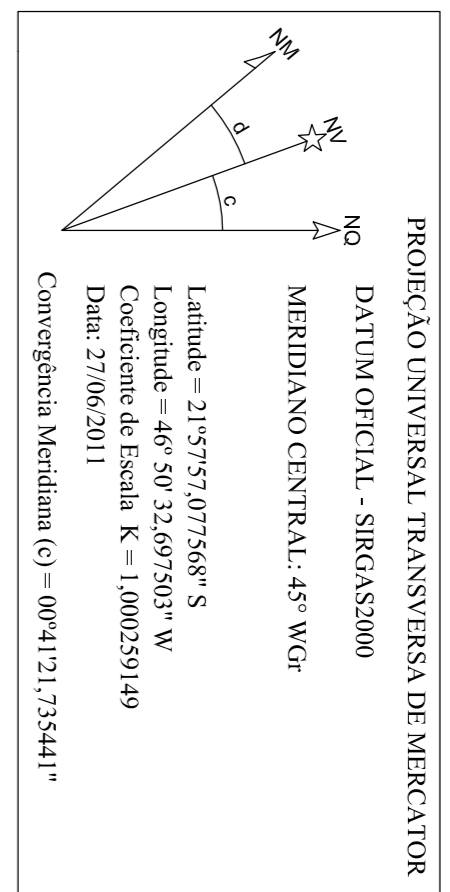 PROJEÇÃO UNIVERSAL TRANSVERSA DE MERCATOR
DATUM OFICIAL - SIRGAS2000
MERIDIANO CENTRAL: 45° WGr
NM
NV
NQ
d
c
Latitude = 21°57'57,077568" S
Longitude = 46° 50' 32,697503" W
Coeficiente de Escala K = 1,000259149
Data: 27/06/2011
Convergência Meridiana (c) = 00°41'21,735441"